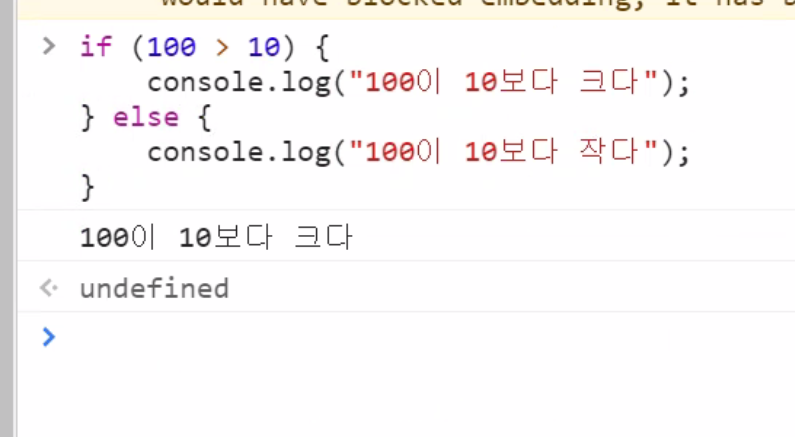 would have blocked embedding, it has b
> if (100 > 10) {
    console.log("100이 10보다 크다");
} else {
    console.log("100이 10보다 작다");
}
100이 10보다 크다
undefined